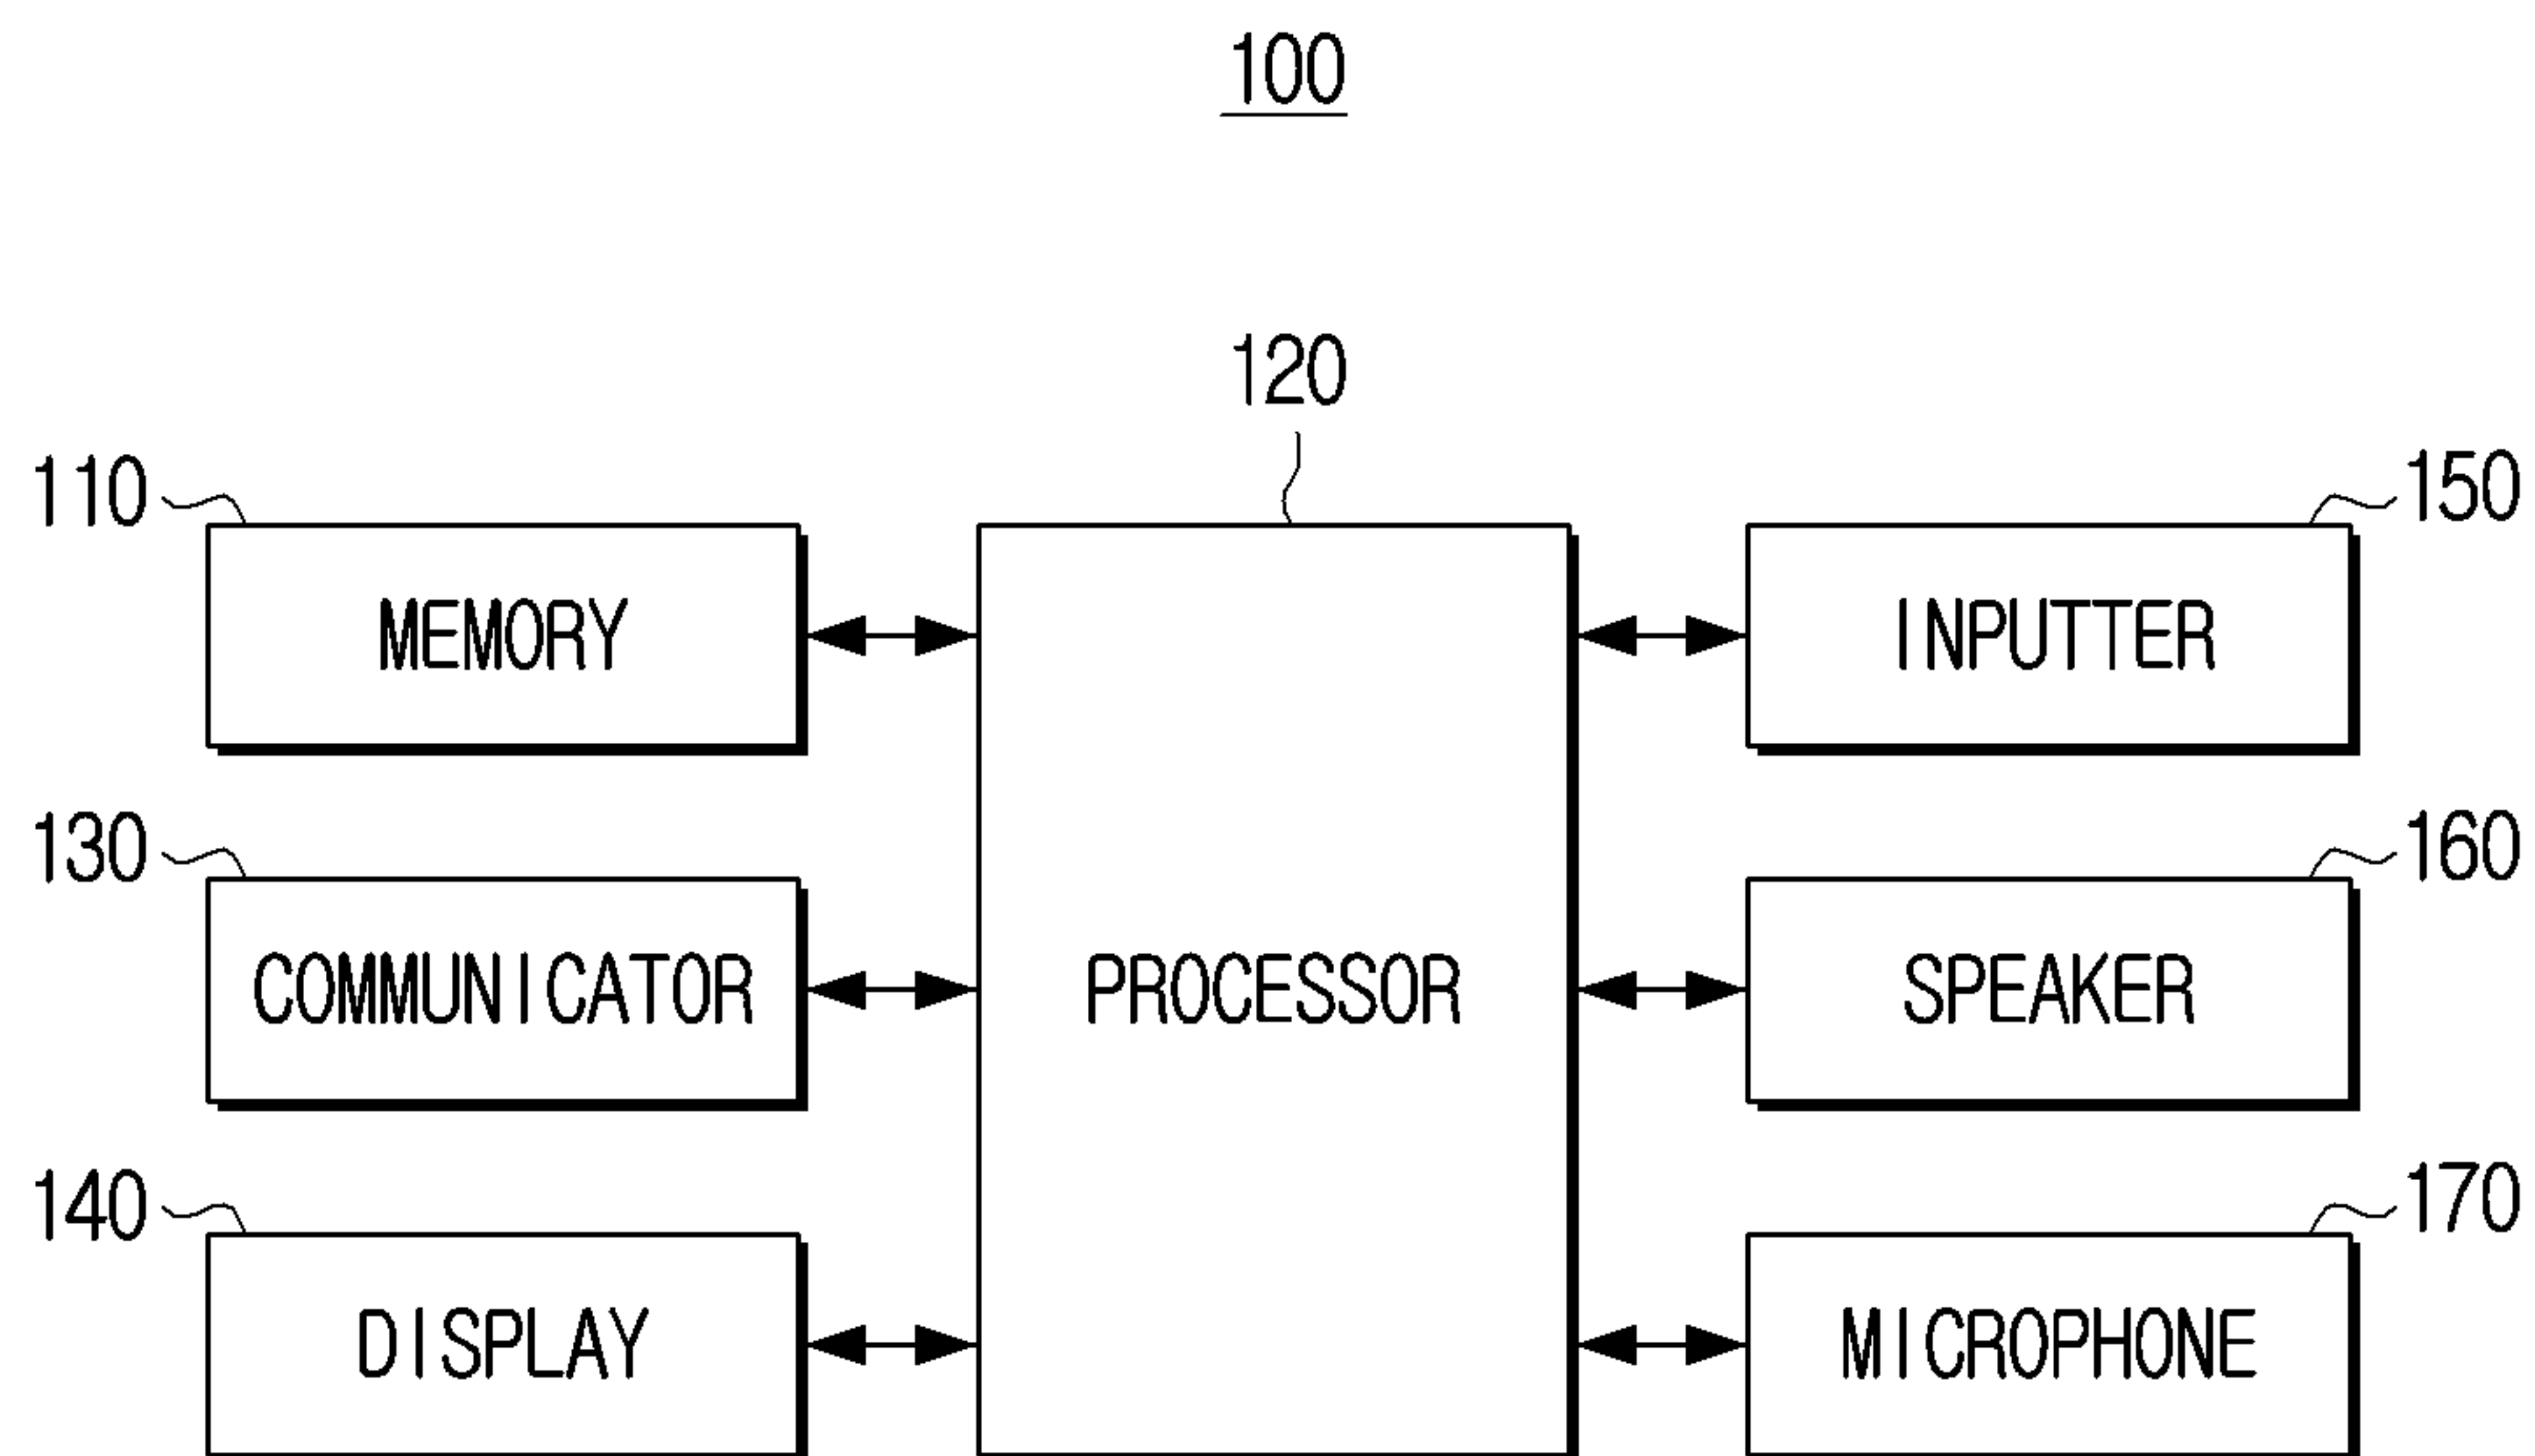 100
120
110
150
MEMORY
INPUTTER
130
160
COMMUNICATOR
PROCESSOR
SPEAKER
140
170
DISPLAY
MICROPHONE